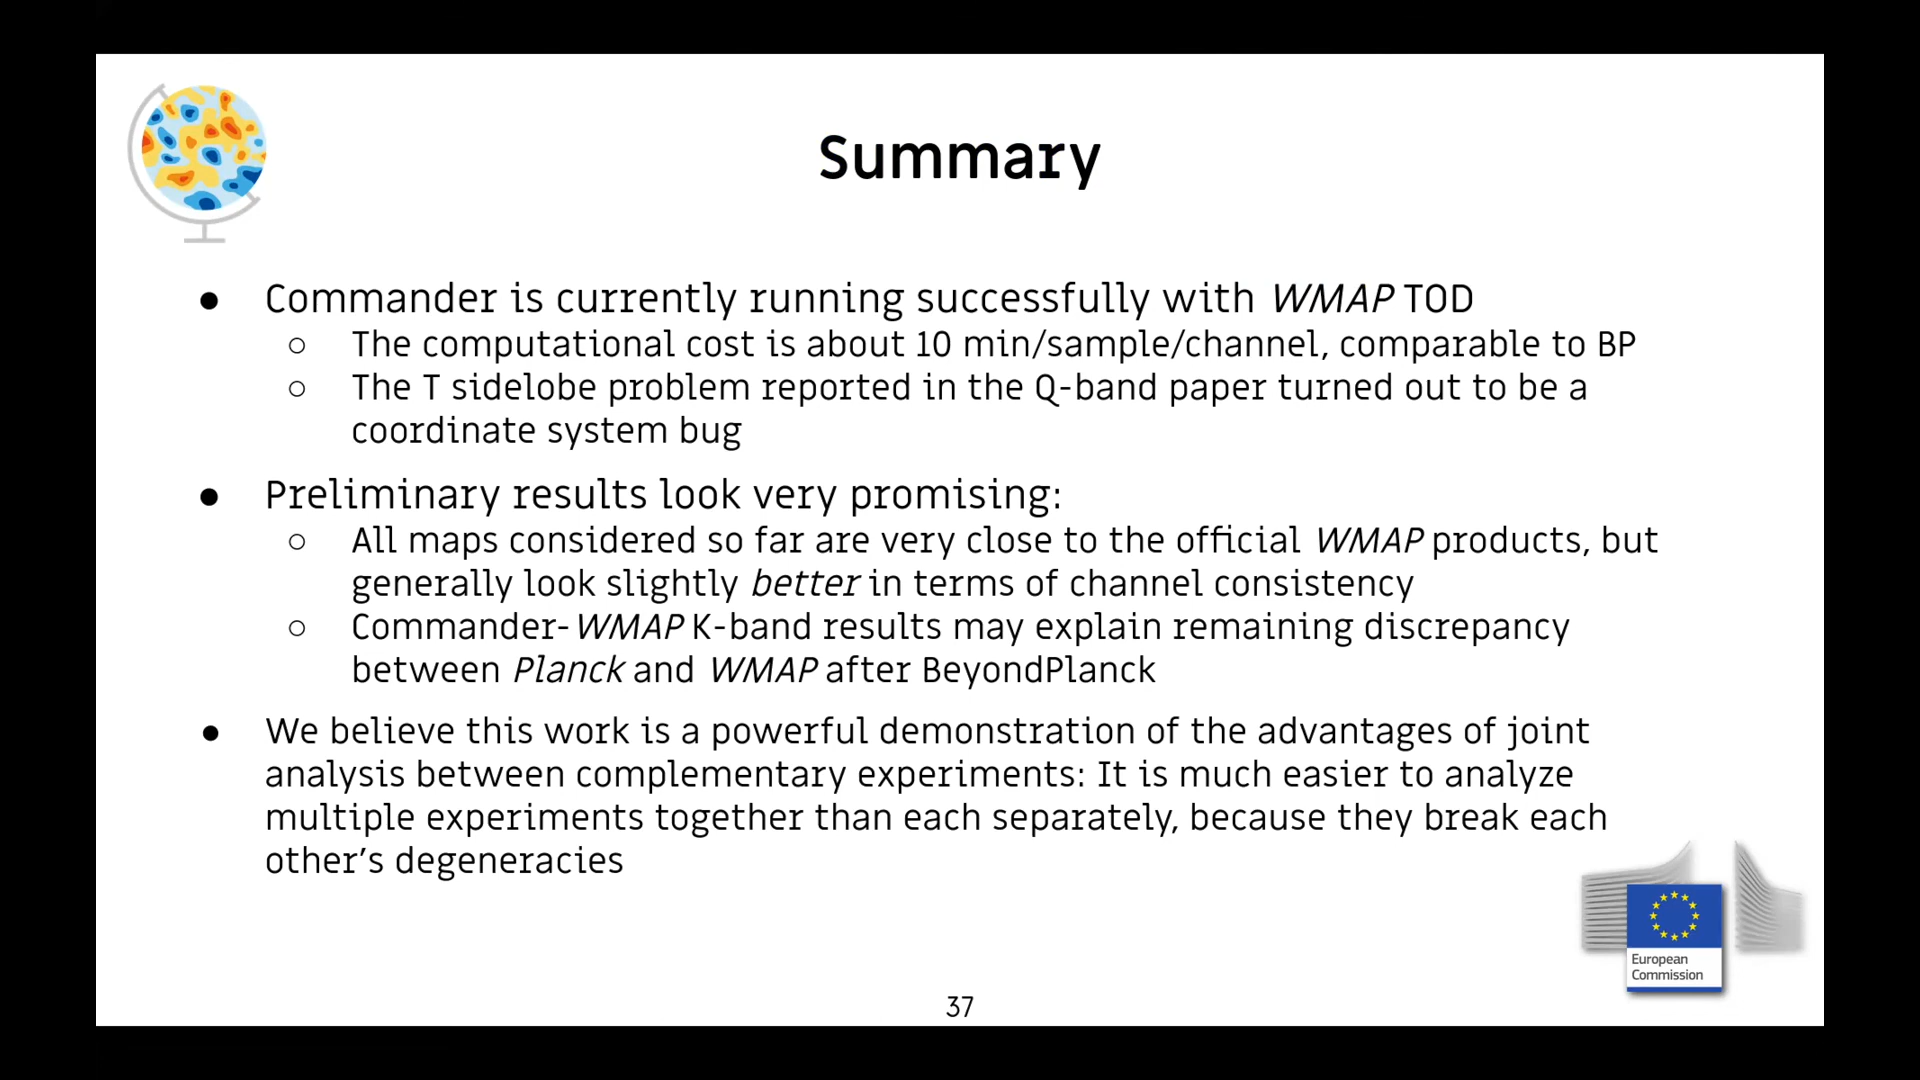 Summary
● Commander is currently running successfully with WMAP TOD
○ The computational cost is about 10 min/sample/channel, comparable to BP
○ The T sidelobe problem reported in the Q-band paper turned out to be a
coordinate system bug
● Preliminary results look very promising:
○ All maps considered so far are very close to the official WMAP products, but
generally look slightly better in terms of channel consistency
○ Commander-WMAP K-band results may explain remaining discrepancy
between Planck and WMAP after BeyondPlanck
● We believe this work is a powerful demonstration of the advantages of joint
analysis between complementary experiments: It is much easier to analyze
multiple experiments together than each separately, because they break each
other’s degeneracies
European
Commission
37